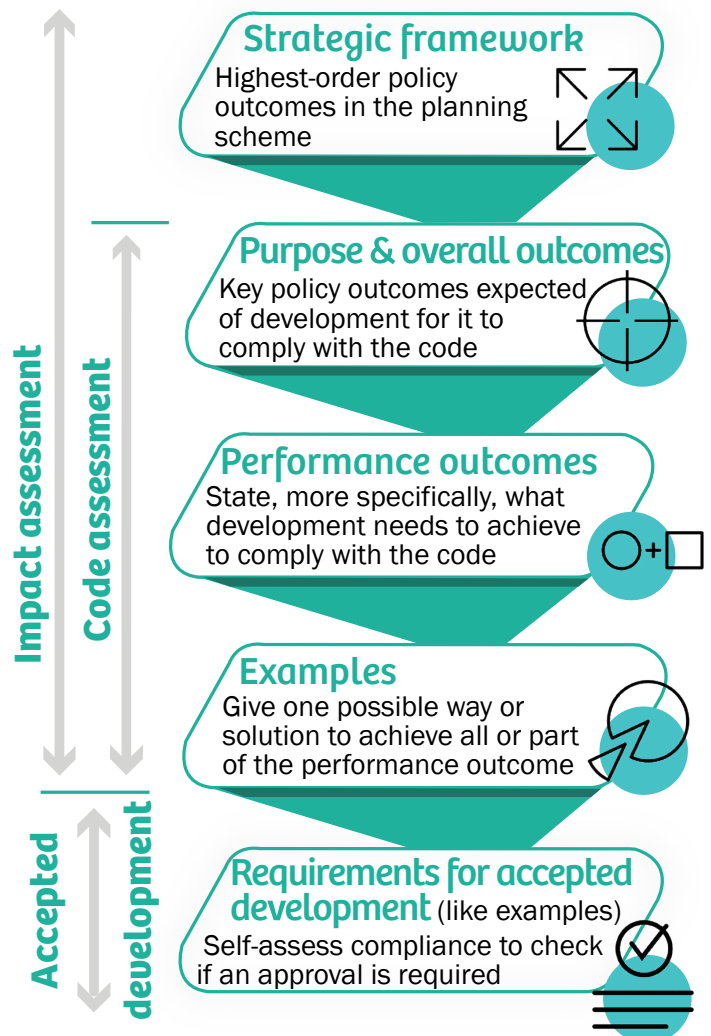 Strategic framework
Highest-order policy
outcomes in the planning
scheme
Purpose & overall outcomes
Key policy outcomes expected
of development for it to
comply with the code
Performance outcomes
State, more specifically, what
development needs to achieve
to comply with the code
Examples
Give one possible way or
solution to achieve all or part
of the performance outcome
Requirements for accepted
development (like examples)
Self-assess compliance to check
if an approval is required
Impact assessment
Code assessment
Accepted
development